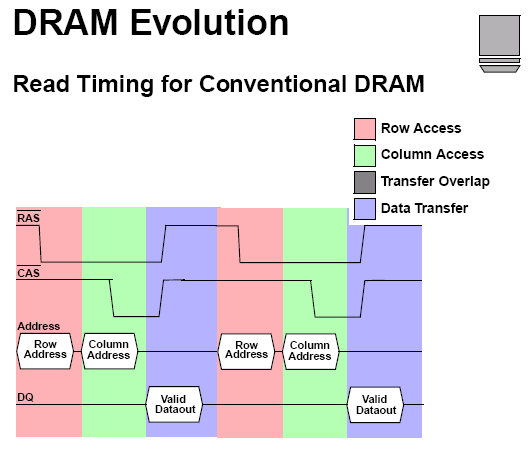 DRAM Evolution
Read Timing for Conventional DRAM
Row Access
Column Access
Transfer Overlap
Data Transfer
RAS
CAS
Address
Row
Address
Column
Address
Row
Address
Column
Address
DQ
Valid
Dataout
Valid
Dataout